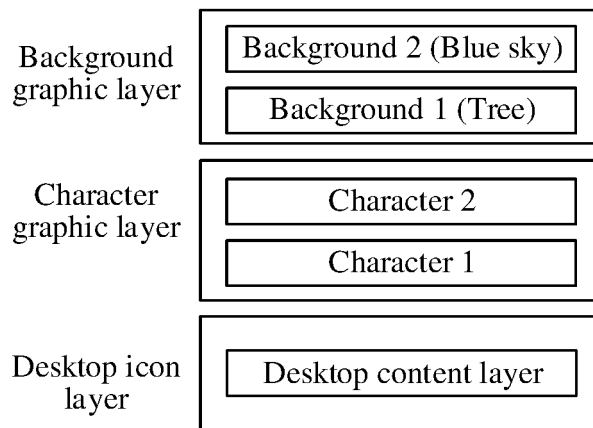 Background
graphic layer
Background 2 (Blue sky)
Background 1 (Tree)
Character
graphic layer
Character 2
Character 1
Desktop icon
layer
Desktop content layer